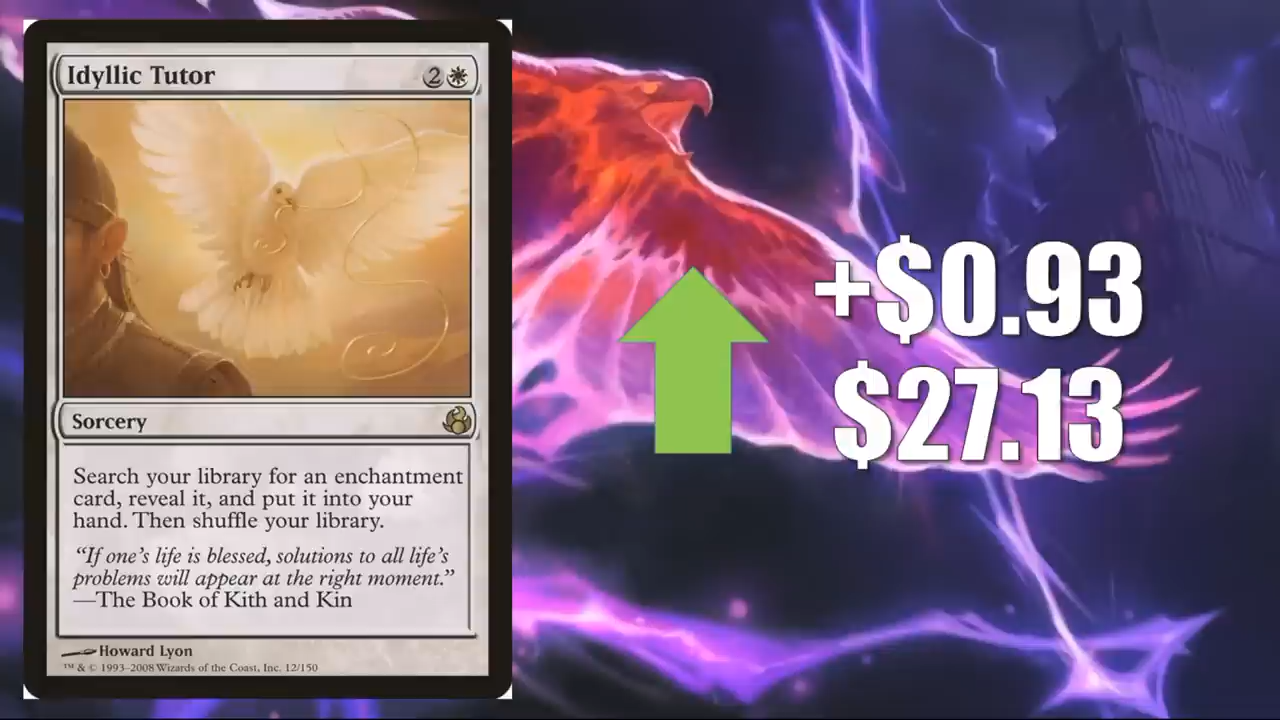 Idyllic Tutor 2
Sorcery
Search your library for an enchantment
card, reveal it, and put it into your
hand. Then shuffle your library.
“If one’s life is blessed, solutions to all life’s
problems will appear at the right moment.”
—The Book of Kith and Kin
Howard Lyon
™ & © 1993–2008 Wizards of the Coast, Inc. 12/150
+$0.93
$27.13